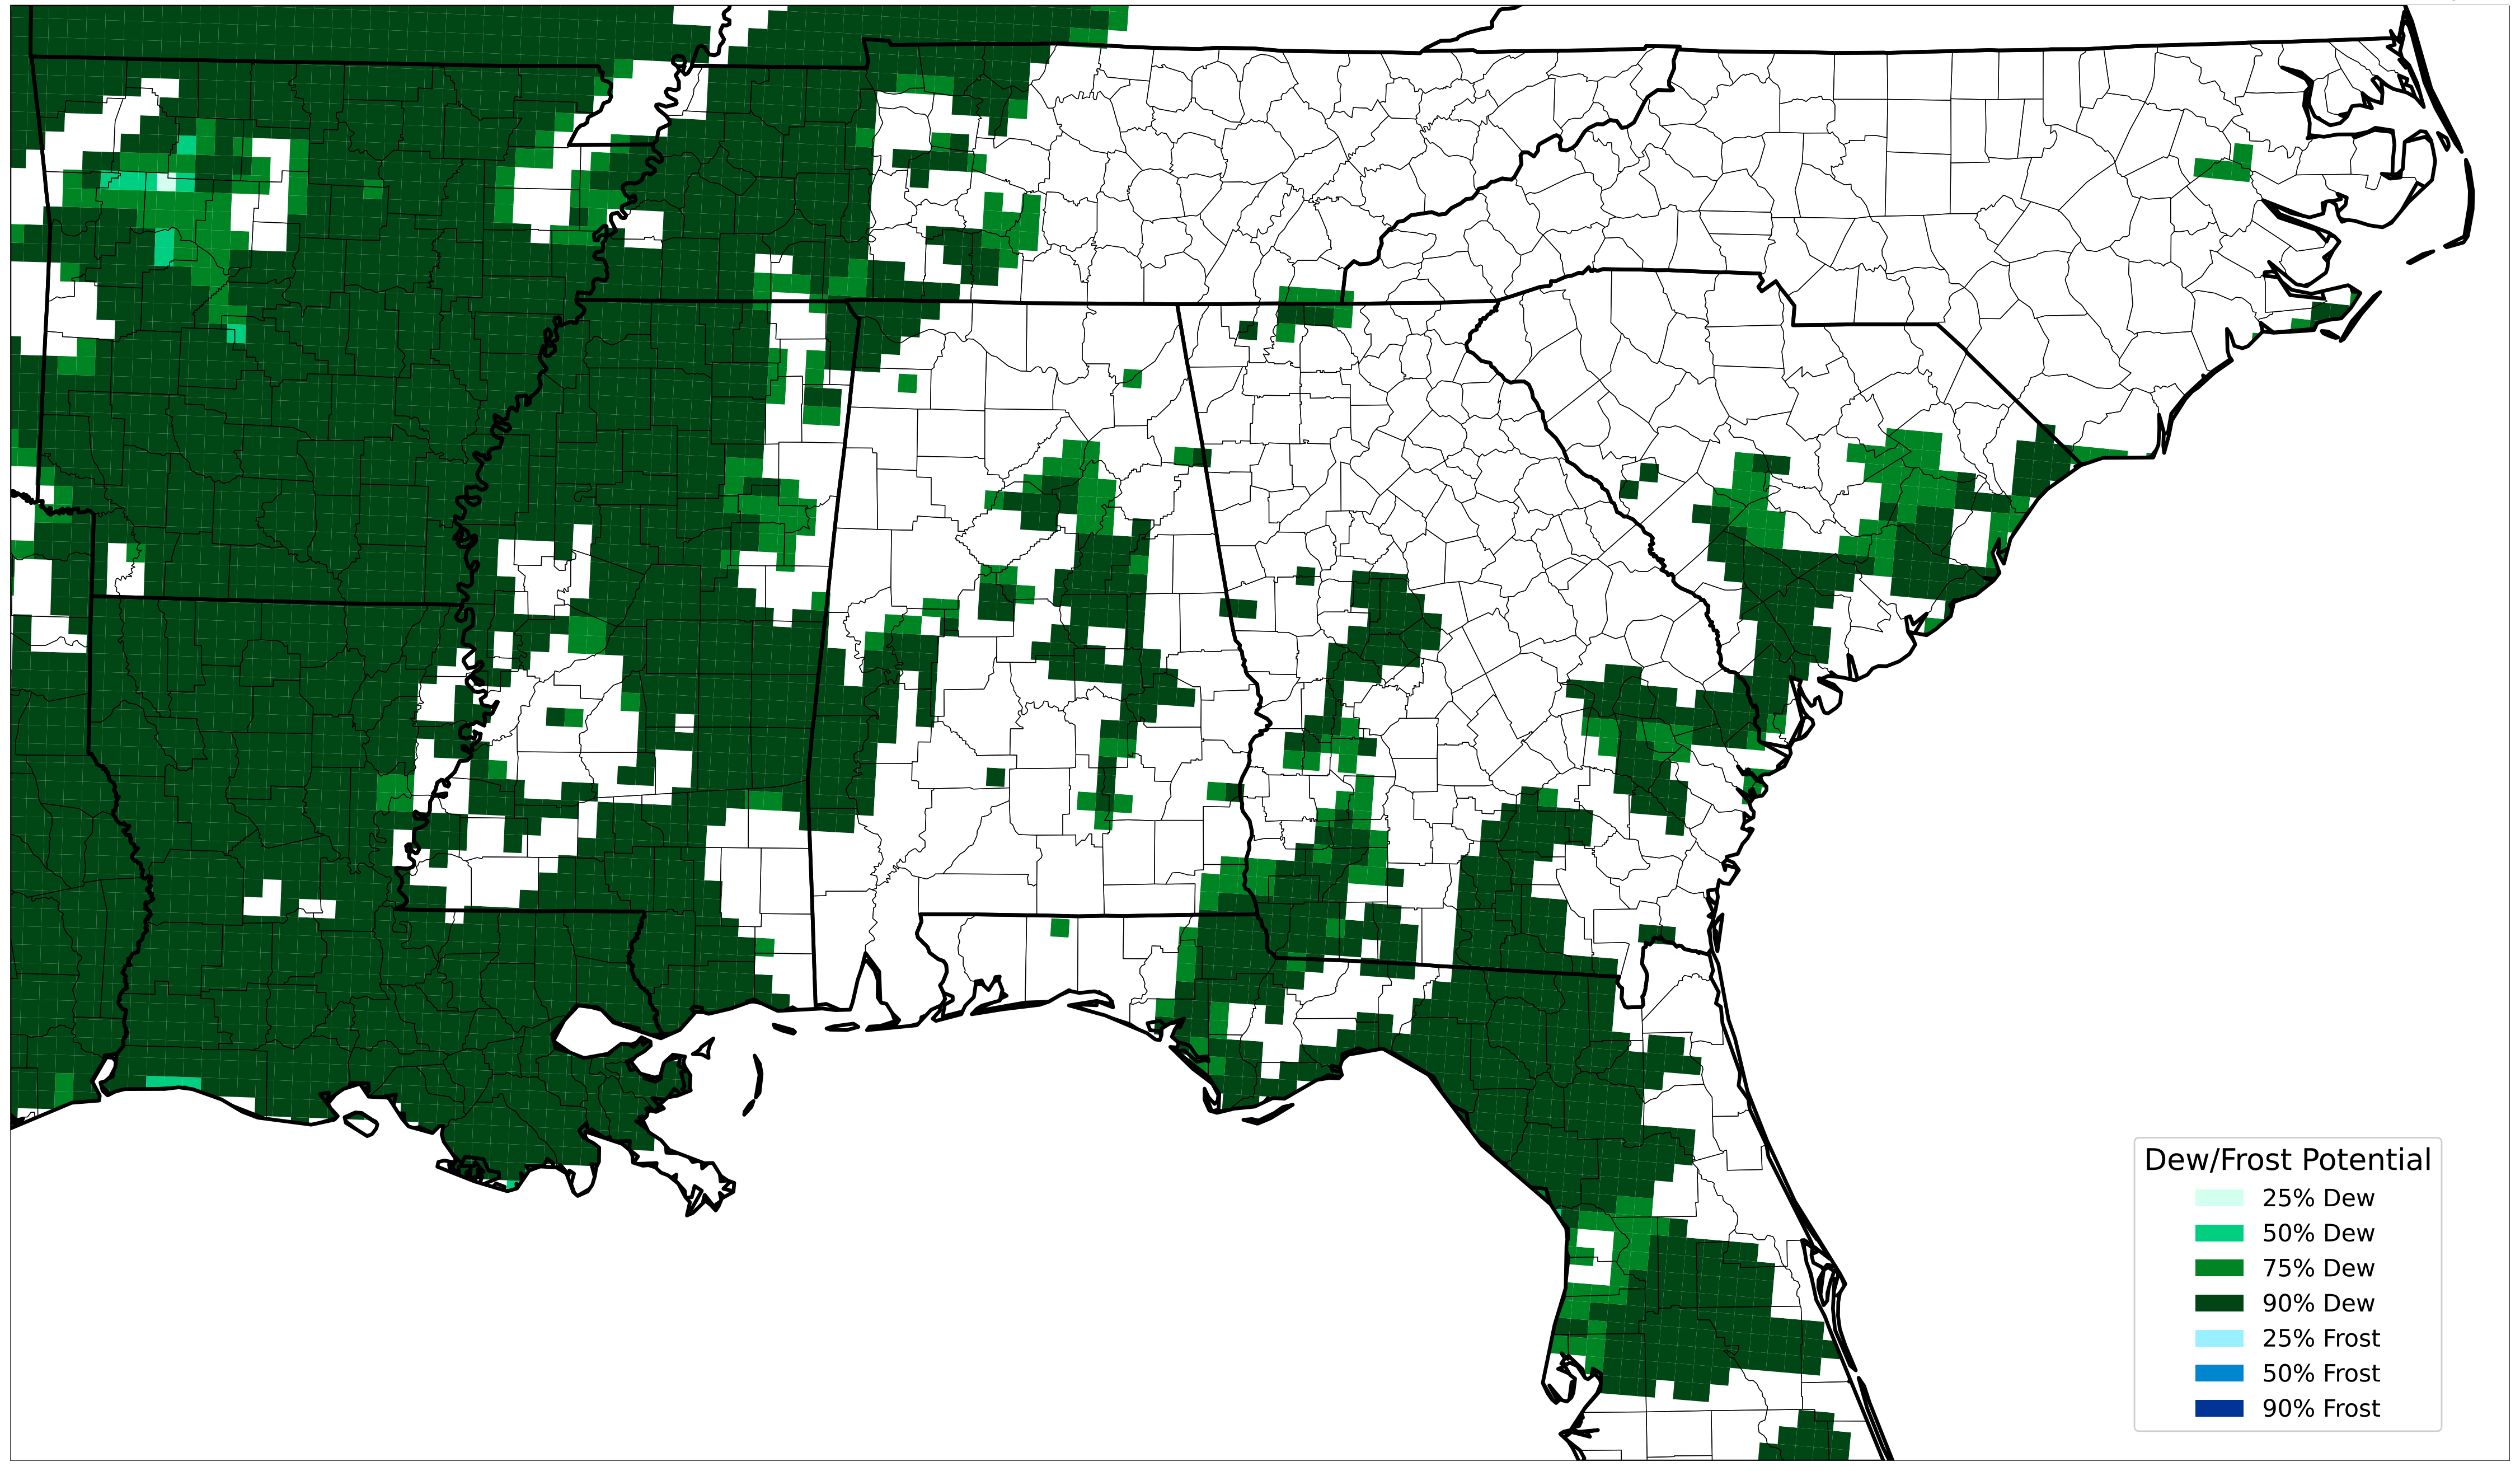 Dew/Frost Potential
25% Dew
50% Dew
75% Dew
90% Dew
25% Frost
50% Frost
90% Frost